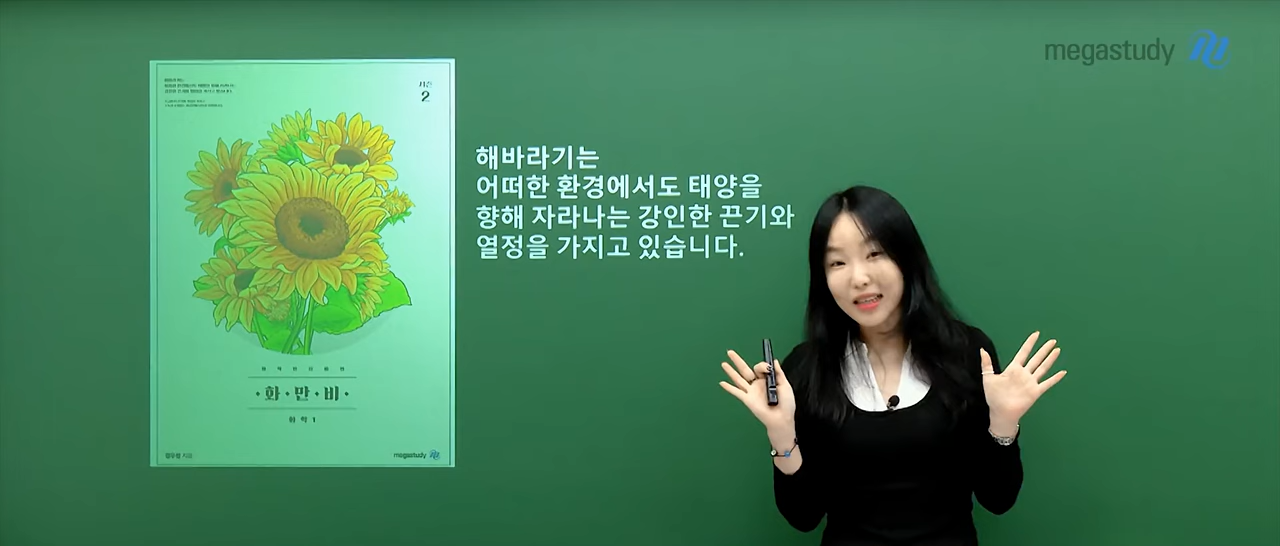 megastudy
시즌
2
해바라기는
어떠한 환경에서도 태양을
향해 자라나는 강인한 끈기와
열정을 가지고 있습니다.
화·만·비
화학1
megastudy